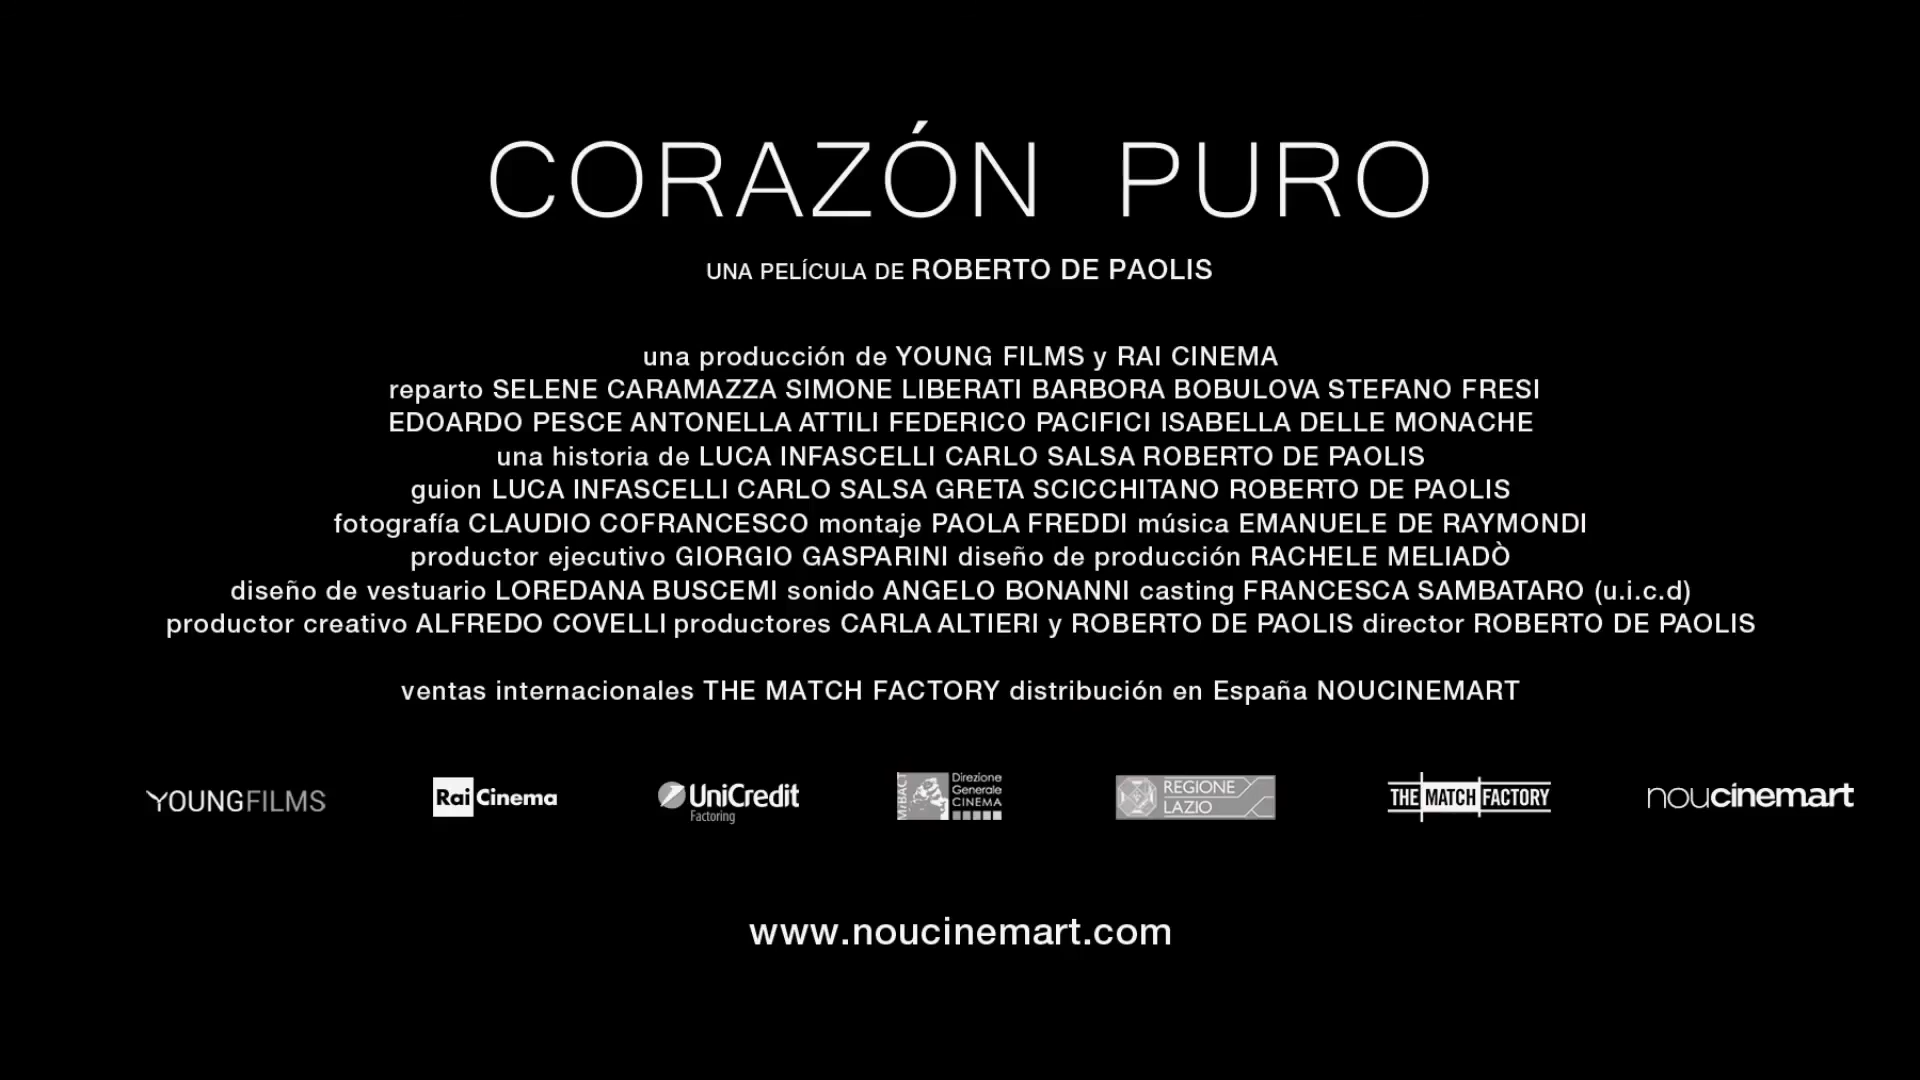 CORAZÓN PURO
UNA PELÍCULA DE ROBERTO DE PAOLIS
una producción de YOUNG FILMS y RAI CINEMA
reparto SELENE CARAMAZZA SIMONE LIBERATI BARBORA BOBULOVA STEFANO FRESI
EDOARDO PESCE ANTONELLA ATTILI FEDERICO PACIFICI ISABELLA DELLE MONACHE
una historia de LUCA INFASCELLI CARLO SALSA ROBERTO DE PAOLIS
guion LUCA INFASCELLI CARLO SALSA GRETA SCICCHITANO ROBERTO DE PAOLIS
fotografía CLAUDIO COFRANCESCO montaje PAOLA FREDDI música EMANUELE DE RAYMONDI
productor ejecutivo GIORGIO GASPARINI diseño de producción RACHELE MELIADÒ
diseño de vestuario LOREDANA BUSCEMI sonido ANGELO BONANNI casting FRANCESCA SAMBATARO (u.i.c.d)
productor creativo ALFREDO COVELLI productores CARLA ALTIERI y ROBERTO DE PAOLIS director ROBERTO DE PAOLIS
ventas internacionales THE MATCH FACTORY distribución en España NOUCINEMART
YOUNGFILMS
Rai Cinema
UniCredit
Factoring
MiBACT
Direzione
Generale
CINEMA
REGIONE
LAZIO
THE MATCH FACTORY
noucinemart
www.noucinemart.com